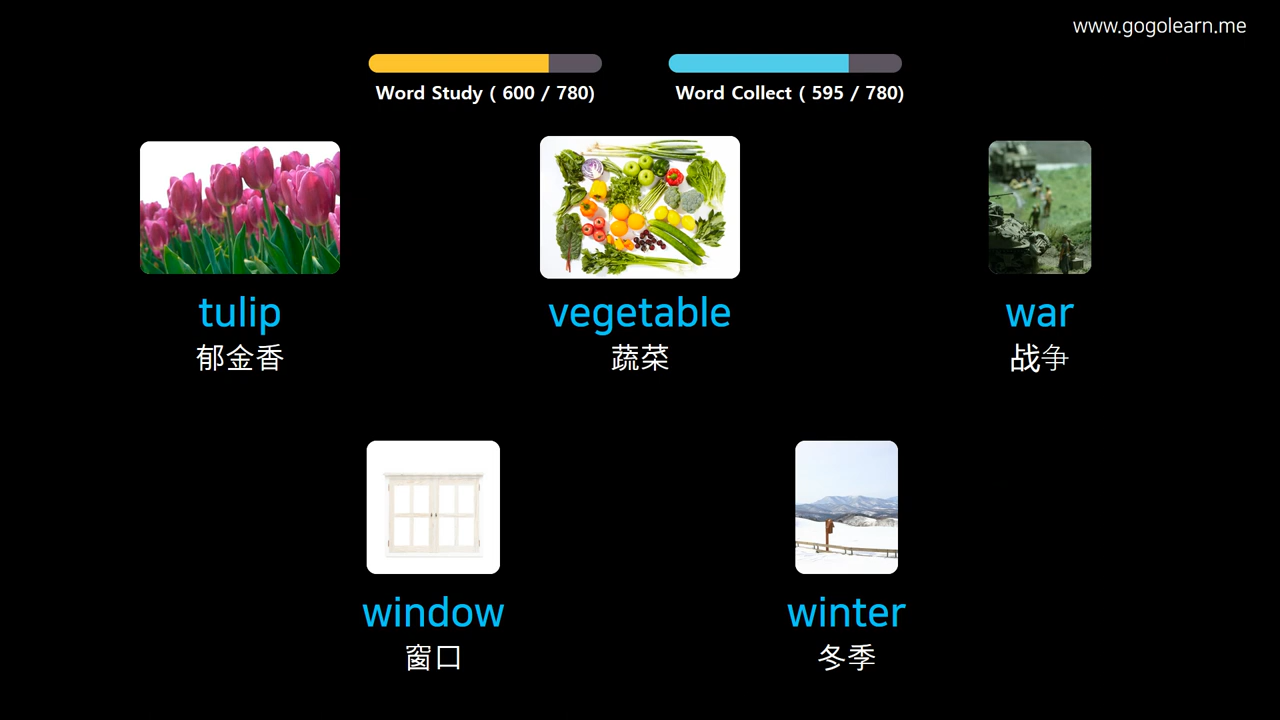 www.gogolearn.me
Word Study ( 600 / 780)
Word Collect ( 595 / 780)
tulip
郁金香
vegetable
蔬菜
war
战争
window
窗口
winter
冬季